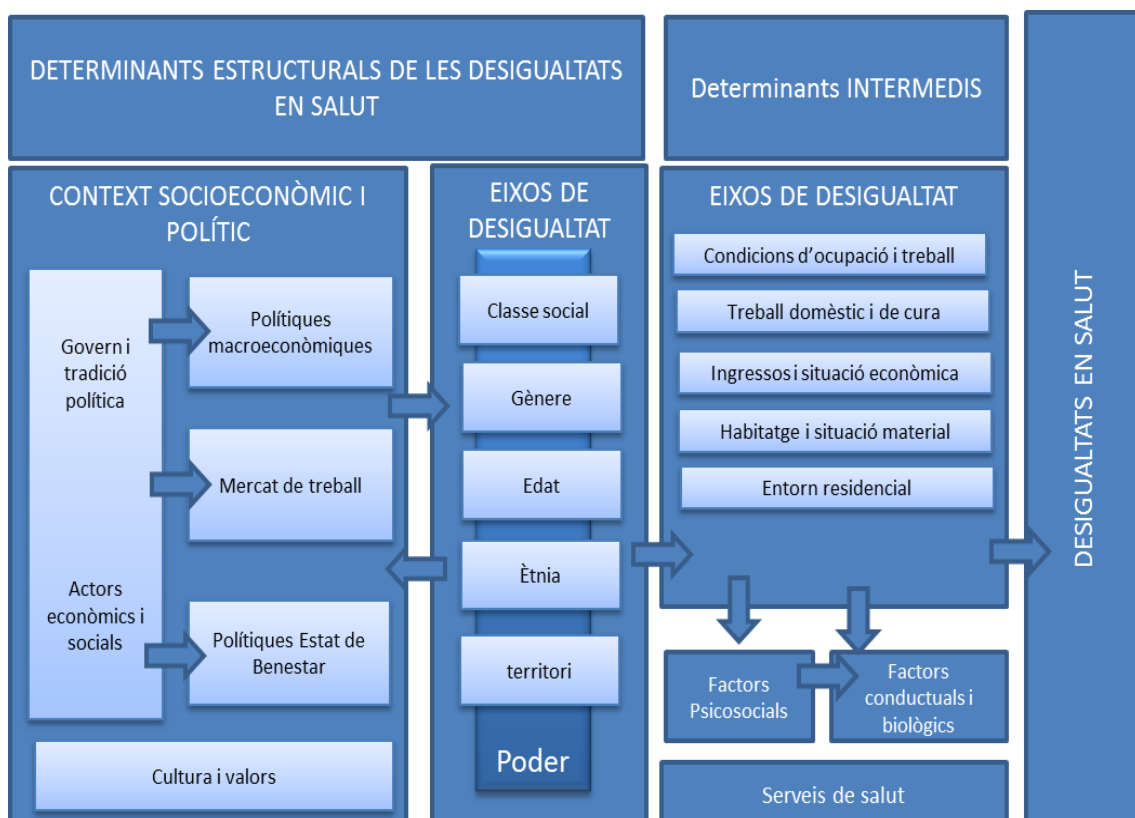 DETERMINANTS ESTRUCTURALS DE LES DESIGUALTATS
EN SALUT
Determinants INTERMEDIS
CONTEXT SOCIOECONÒMIC I
POLÍTIC
Govern i
tradició
política
Actors
econòmics i
socials
Polítiques
macroeconòmiques
Mercat de treball
Polítiques Estat de
Benestar
Cultura i valors
EIXOS DE
DESIGUALTAT
Classe social
Gènere
Edat
Ètnia
territori
Poder
EIXOS DE DESIGUALTAT
Condicions d’ocupació i treball
Treball domèstic i de cura
Ingressos i situació econòmica
Habitatge i situació material
Entorn residencial
Factors
Psicosocials
Factors
conductuals i
biològics
Serveis de salut
DESIGUALTATS EN SALUT